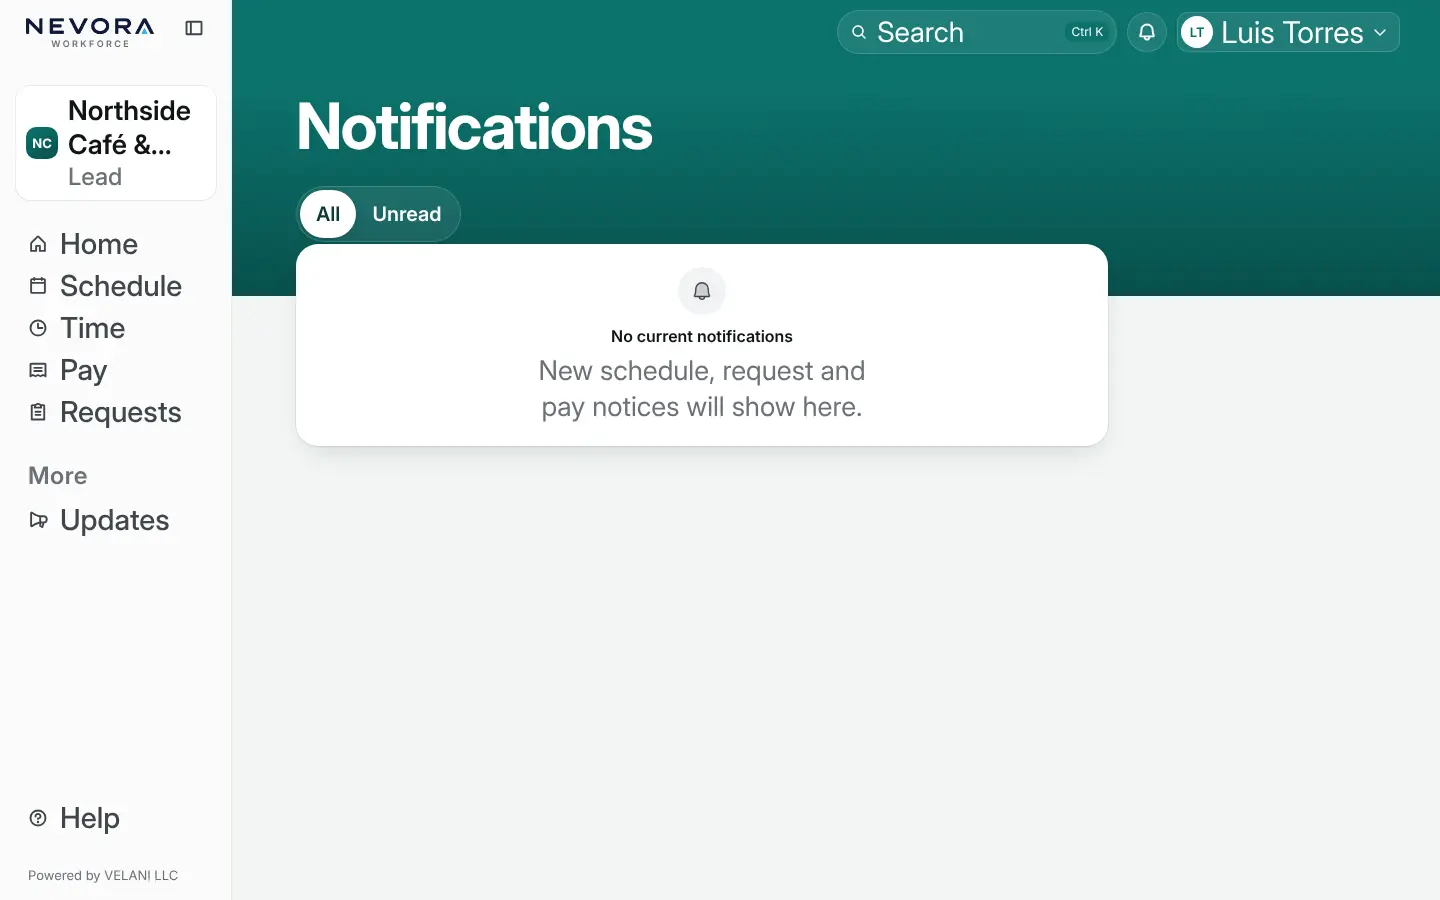 NEVORA
WORKFORCE
Search
Ctrl K
LT
Luis Torres
NC
Northside
Café &...
Lead
Home
Schedule
Time
Pay
Requests
More
Updates
Help
Powered by VELANI LLC
Notifications
All
Unread
No current notifications
New schedule, request and
pay notices will show here.